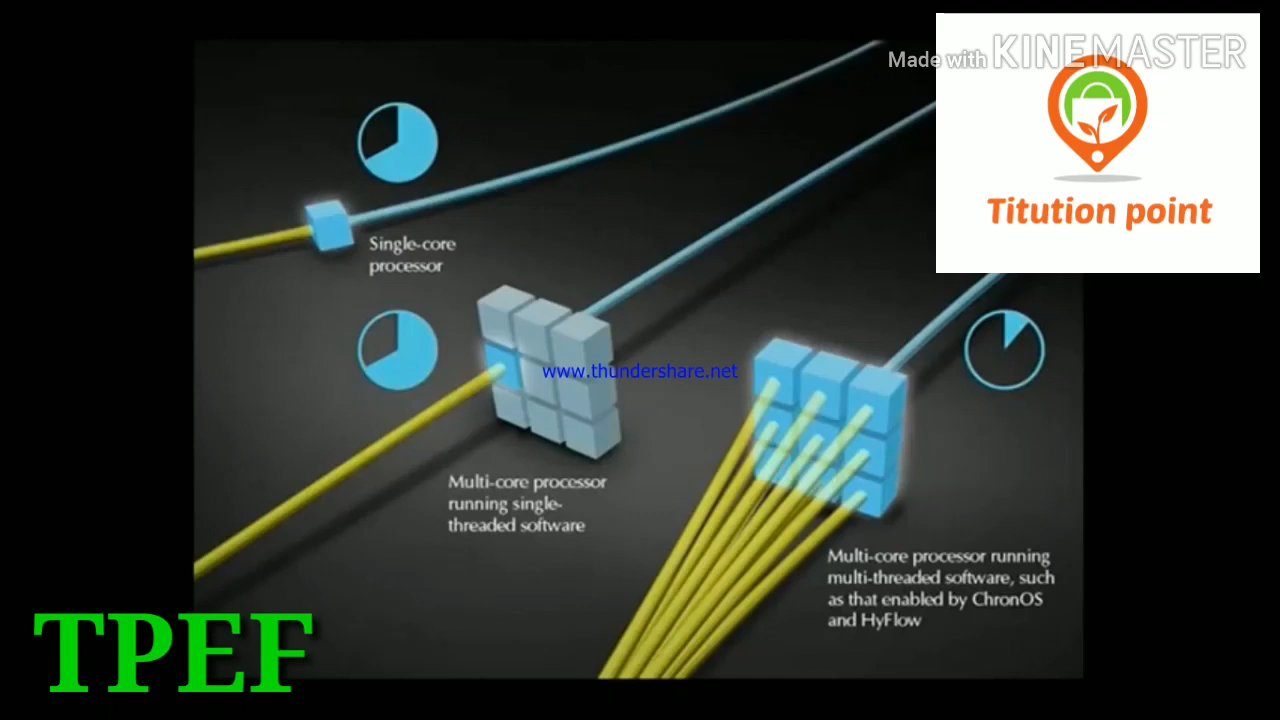 Made with KINEMASTER
Titution point
Single-core
processor
www.thundershare.net
Multi-core processor
running single-
threaded software
Multi-core processor running
multi-threaded software, such
as that enabled by ChronOS
and HyFlow
TPEF